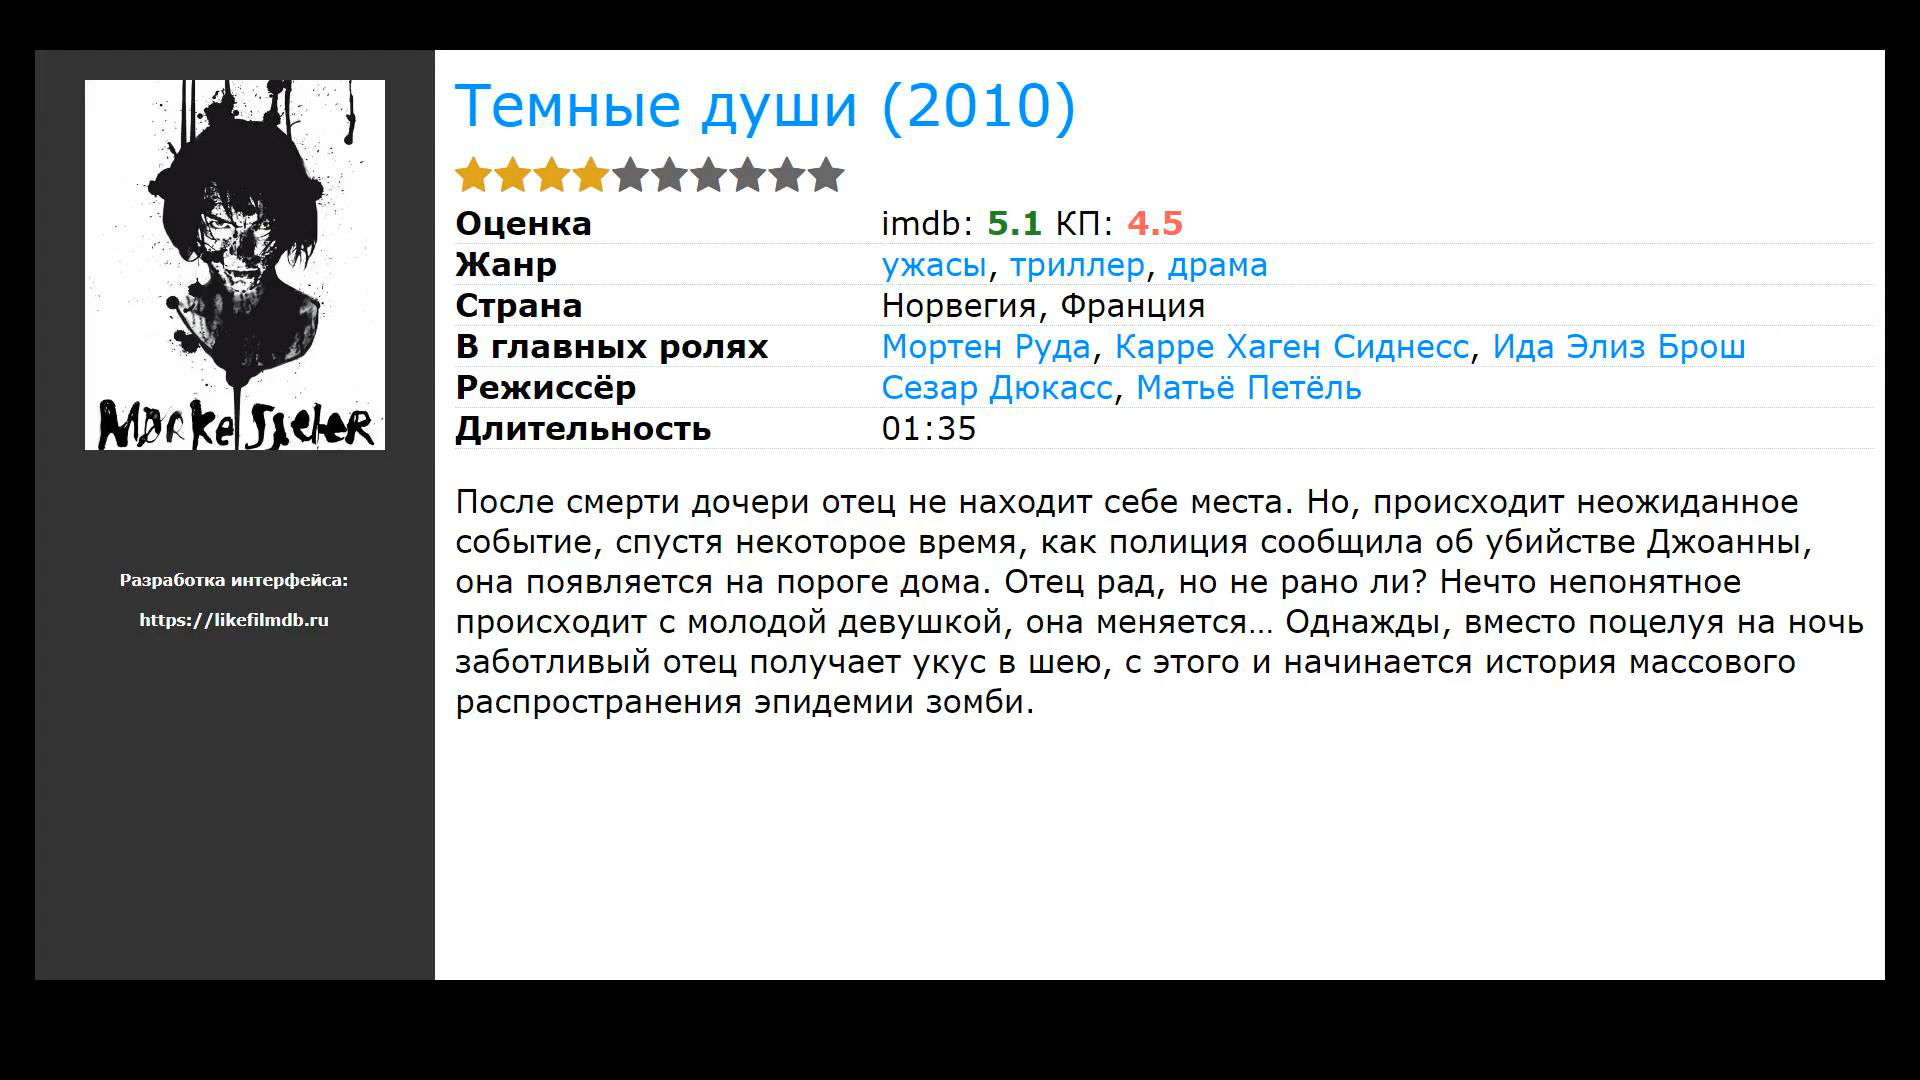 Темные души (2010)
Оценка imdb: 5.1 КП: 4.5
Жанр ужасы, триллер, драма
Страна Норвегия, Франция
В главных ролях Мортен Руда, Карре Хаген Сиднесс, Ида Элиз Брош
Режиссёр Сезар Дюкасс, Матьё Петёль
Длительность 01:35
После смерти дочери отец не находит себе места. Но, происходит неожиданное
событие, спустя некоторое время, как полиция сообщила об убийстве Джоанны,
она появляется на пороге дома. Отец рад, но не рано ли? Нечто непонятное
происходит с молодой девушкой, она меняется... Однажды, вместо поцелуя на ночь
заботливый отец получает укус в шею, с этого и начинается история массового
распространения эпидемии зомби.
Mørke Sjeler
Разработка интерфейса:
https://likefilmdb.ru